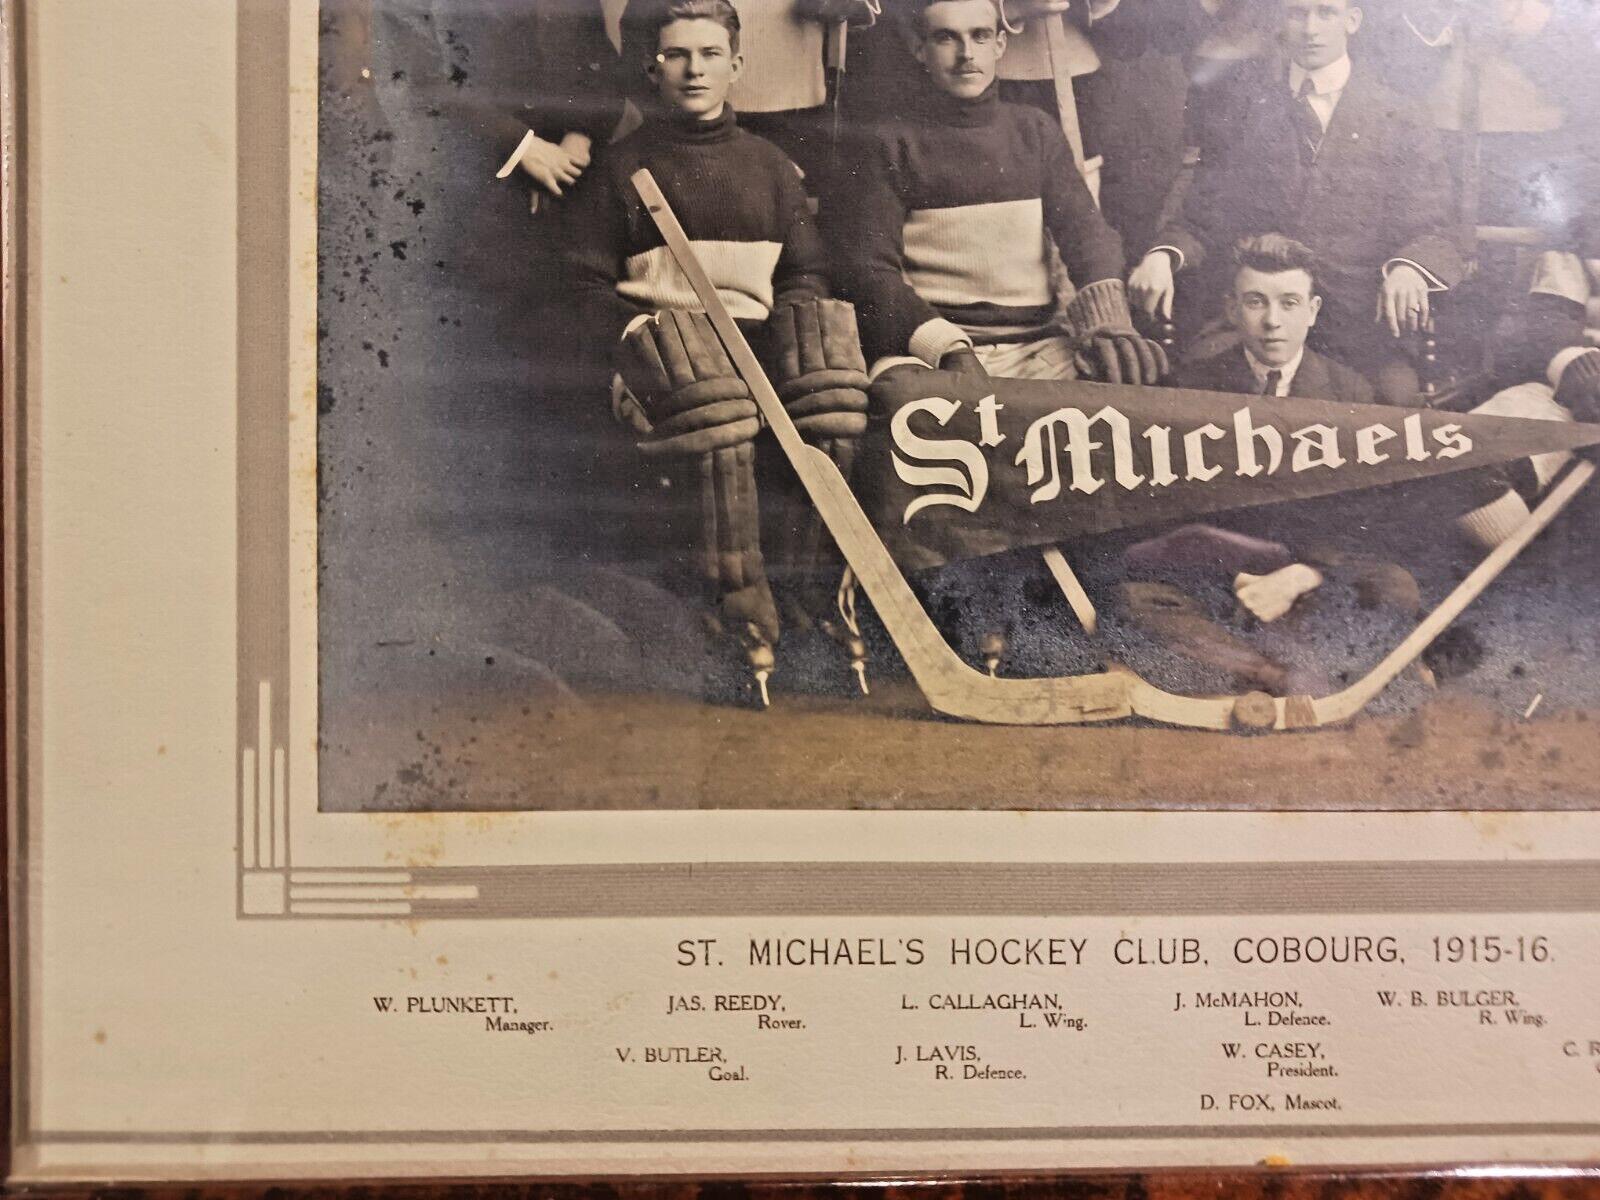 St Michaels
ST. MICHAEL'S HOCKEY CLUB, COBOURG, 1915-16.
W. PLUNKETT, JAS. REEDY, L. CALLAGHAN, J. McMAHON, W. B. BULGER,
Manager. Rover. L. Wing. L. Defence. R. Wing.
V. BUTLER, J. LAVIS, W. CASEY, C. R
Goal. R. Defence. President.
D. FOX, Mascot.